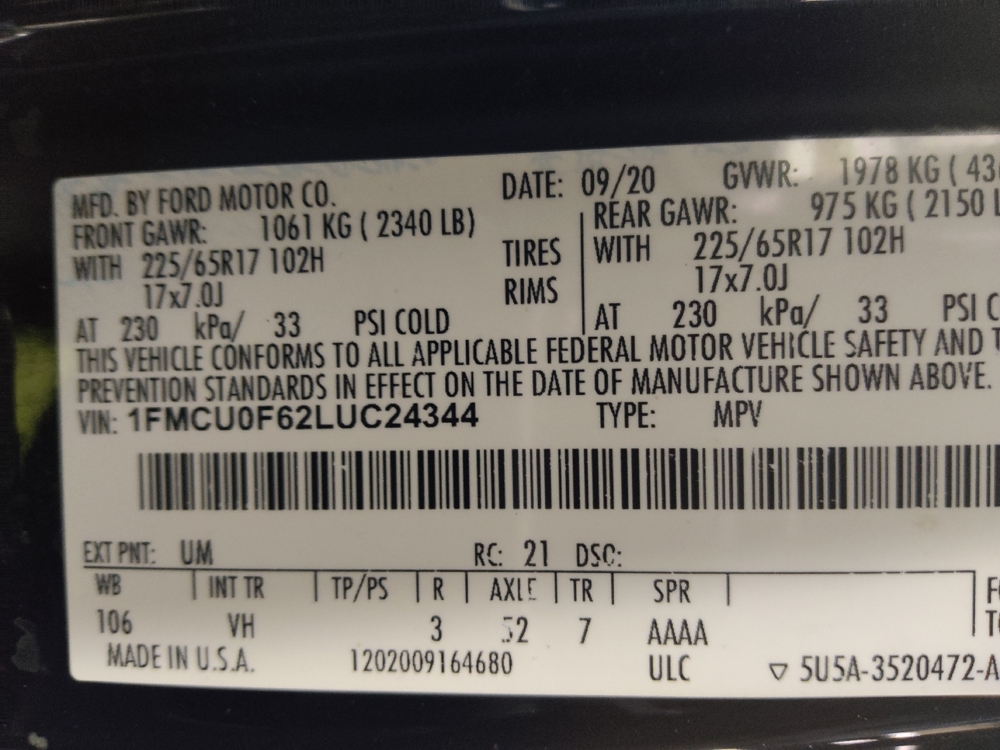 MFD. BY FORD MOTOR CO. DATE: 09/20 GVWR: 1978 KG (
FRONT GAWR: 1061 KG ( 2340 LB) REAR GAWR: 975 KG ( 2150
WITH 225/65R17 102H TIRES WITH 225/65R17 102H
17x7.0J RIMS 17x7.0J
AT 230 kPa/ 33 PSI COLD AT 230 kPa/ 33 PSI
THIS VEHICLE CONFORMS TO ALL APPLICABLE FEDERAL MOTOR VEHICLE SAFETY AND
PREVENTION STANDARDS IN EFFECT ON THE DATE OF MANUFACTURE SHOWN ABOVE.
VIN: 1FMCU0F62LUC24344 TYPE: MPV
EXT PNT: UM RC: 21 DSO:
WB INT TR TP/PS R AXLE TR SPR
106 VH 3 52 7 AAAA
MADE IN U.S.A. 1202009164680 ULC ▽ 5U5A-3520472-A